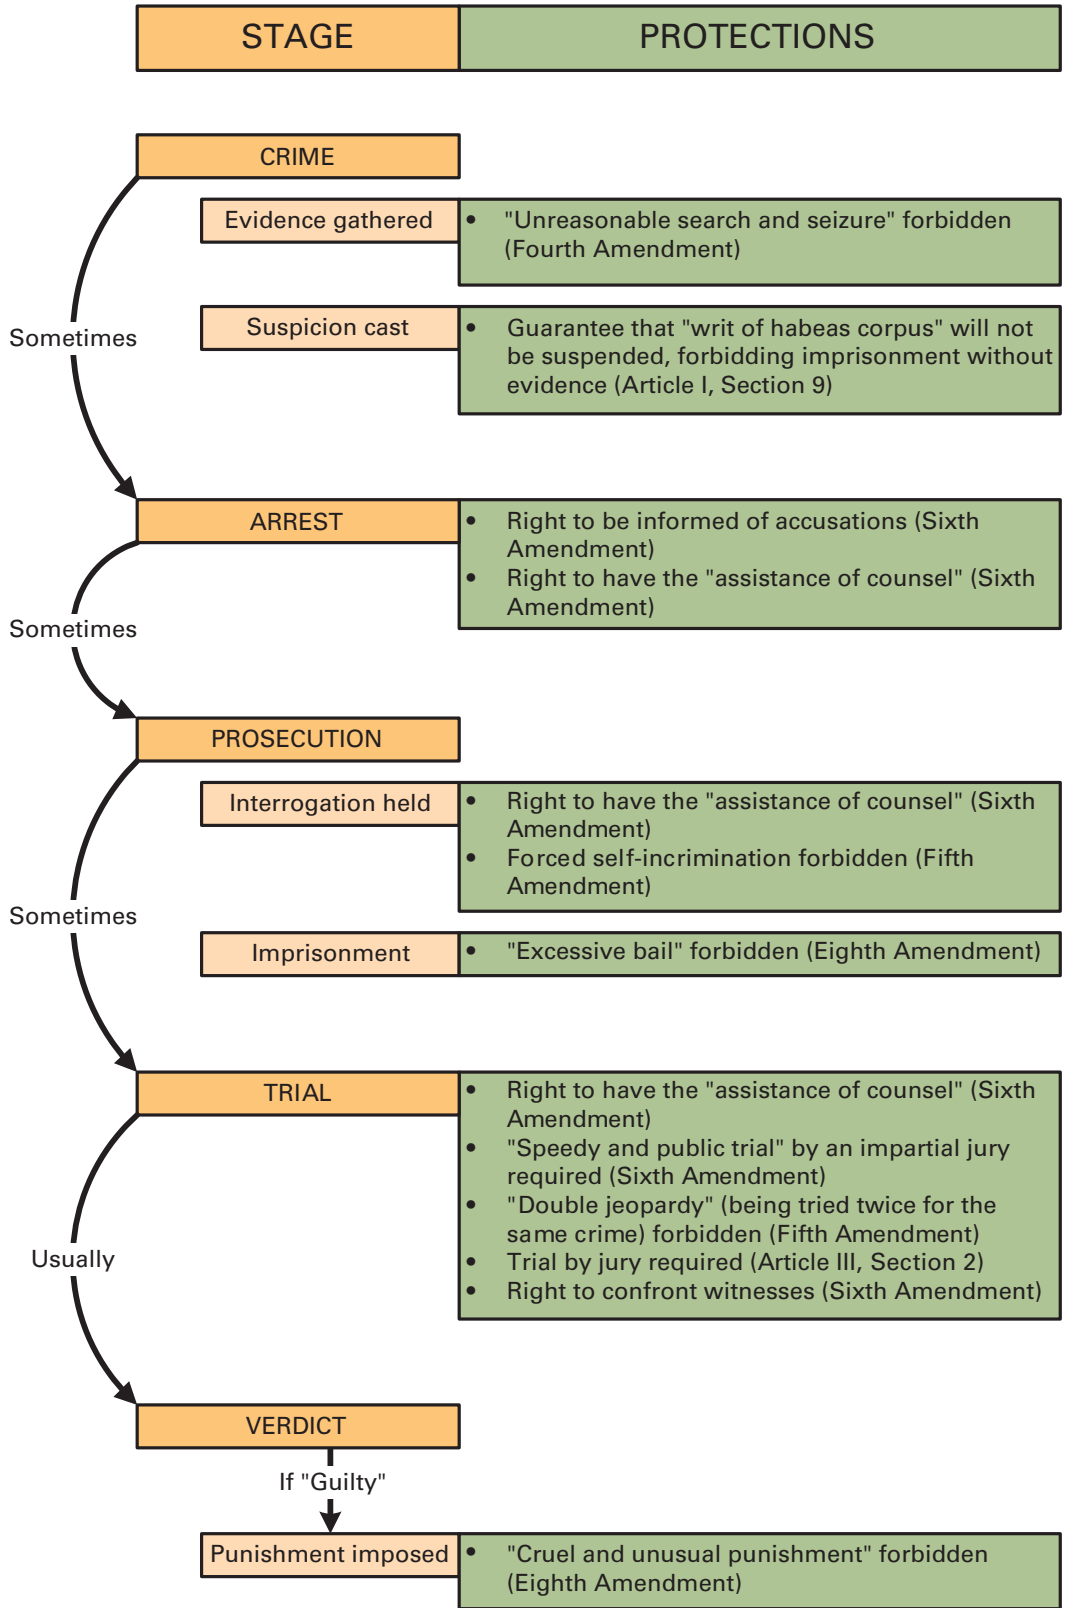 STAGE PROTECTIONS
CRIME
Evidence gathered
• "Unreasonable search and seizure" forbidden
(Fourth Amendment)
Sometimes
Suspicion cast
• Guarantee that "writ of habeas corpus" will not
be suspended, forbidding imprisonment without
evidence (Article I, Section 9)
ARREST
• Right to be informed of accusations (Sixth
Amendment)
• Right to have the "assistance of counsel" (Sixth
Amendment)
Sometimes
PROSECUTION
Interrogation held
• Right to have the "assistance of counsel" (Sixth
Amendment)
• Forced self-incrimination forbidden (Fifth
Amendment)
Sometimes
Imprisonment
• "Excessive bail" forbidden (Eighth Amendment)
TRIAL
• Right to have the "assistance of counsel" (Sixth
Amendment)
• "Speedy and public trial" by an impartial jury
required (Sixth Amendment)
• "Double jeopardy" (being tried twice for the
same crime) forbidden (Fifth Amendment)
• Trial by jury required (Article III, Section 2)
• Right to confront witnesses (Sixth Amendment)
Usually
VERDICT
If "Guilty"
Punishment imposed
• "Cruel and unusual punishment" forbidden
(Eighth Amendment)